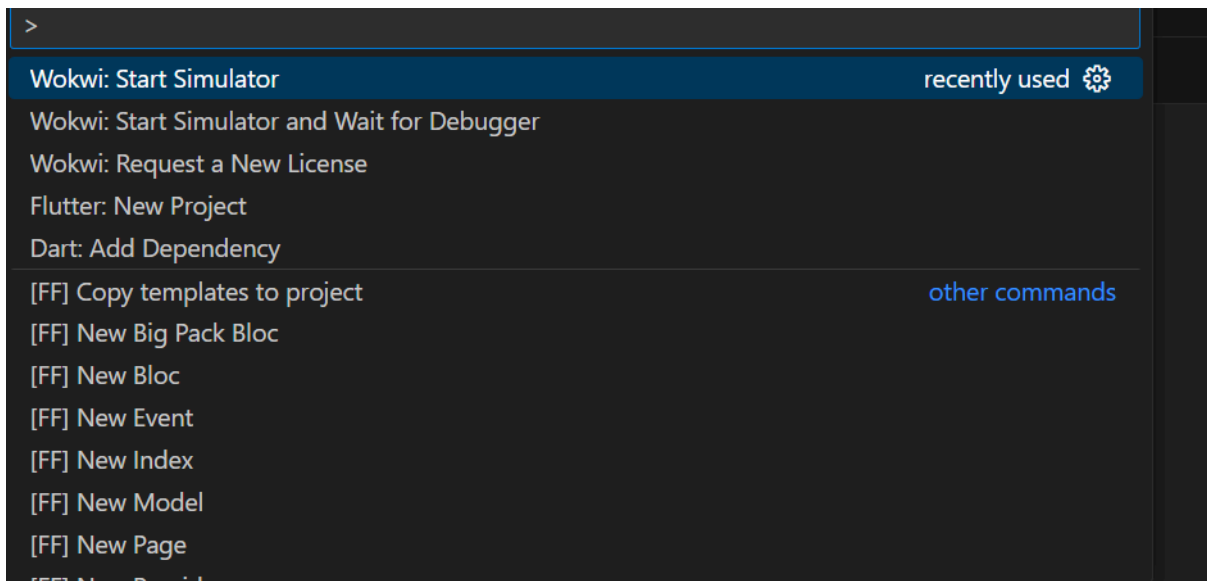 >
Wokwi: Start Simulator recently used
Wokwi: Start Simulator and Wait for Debugger
Wokwi: Request a New License
Flutter: New Project
Dart: Add Dependency
[FF] Copy templates to project other commands
[FF] New Big Pack Bloc
[FF] New Bloc
[FF] New Event
[FF] New Index
[FF] New Model
[FF] New Page
[FF] New